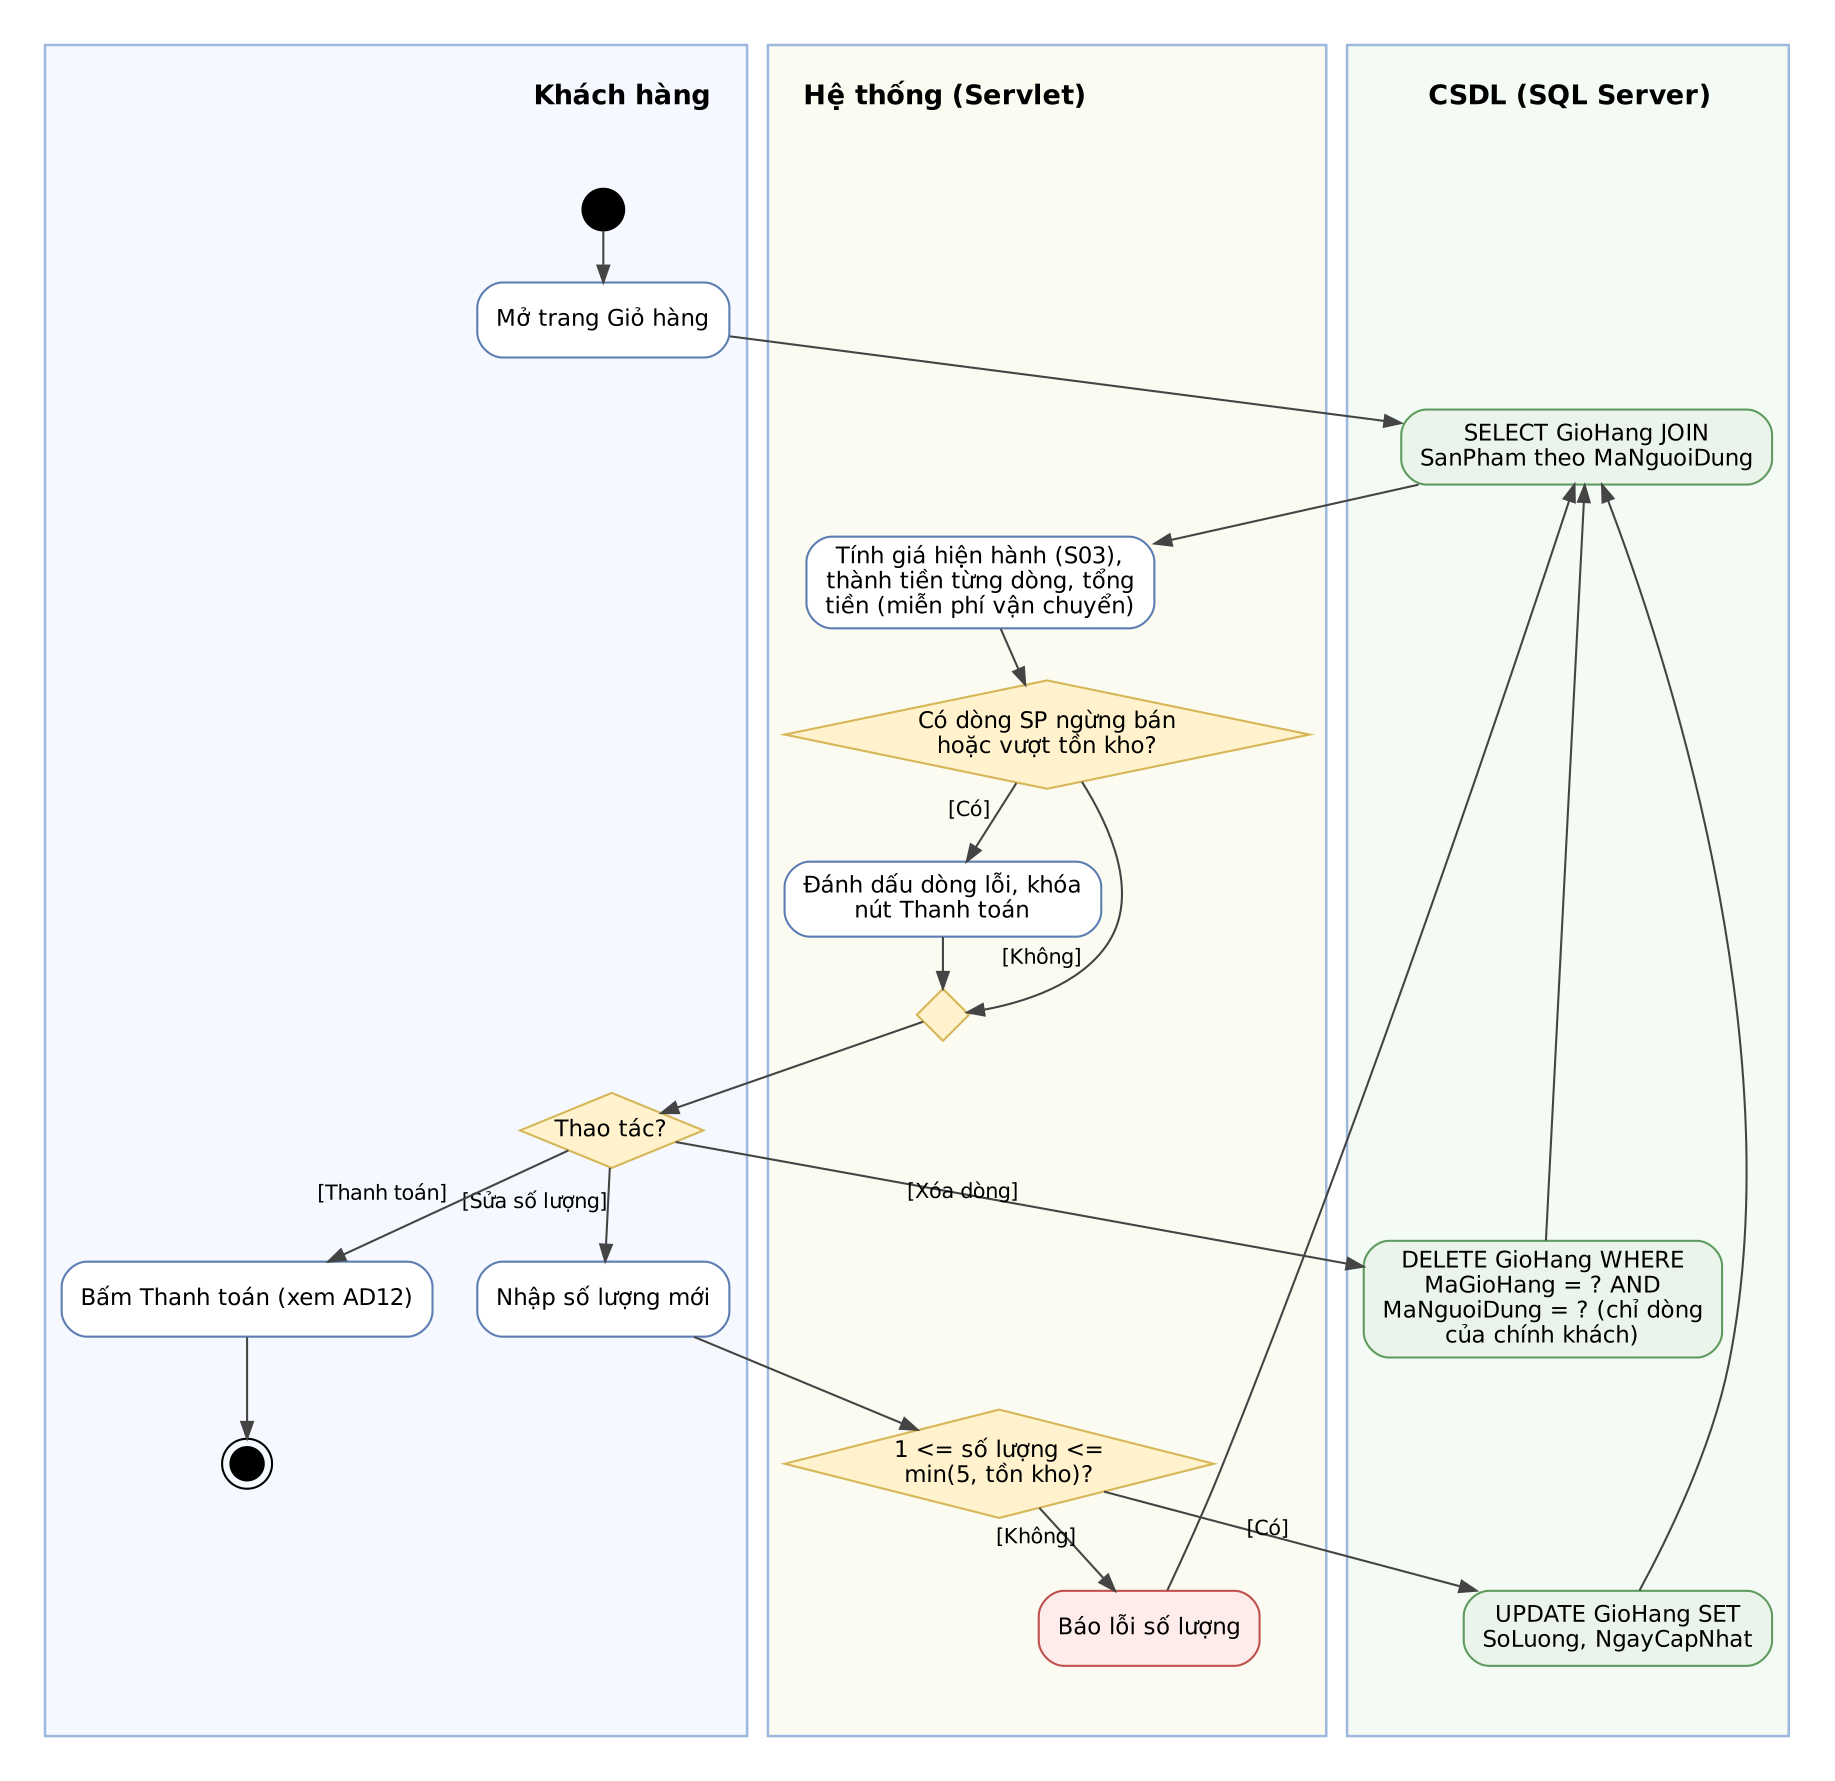 Khách hàng
Hệ thống (Servlet)
CSDL (SQL Server)
Mở trang Giỏ hàng
SELECT GioHang JOIN
SanPham theo MaNguoiDung
Tính giá hiện hành (S03),
thành tiền từng dòng, tổng
tiền (miễn phí vận chuyển)
Có dòng SP ngừng bán
hoặc vượt tồn kho?
[Có]
Đánh dấu dòng lỗi, khóa
nút Thanh toán
[Không]
Thao tác?
[Thanh toán]
[Sửa số lượng]
[Xóa dòng]
Bấm Thanh toán (xem AD12)
Nhập số lượng mới
DELETE GioHang WHERE
MaGioHang = ? AND
MaNguoiDung = ? (chỉ dòng
của chính khách)
1 <= số lượng <=
min(5, tồn kho)?
[Không]
[Có]
Báo lỗi số lượng
UPDATE GioHang SET
SoLuong, NgayCapNhat